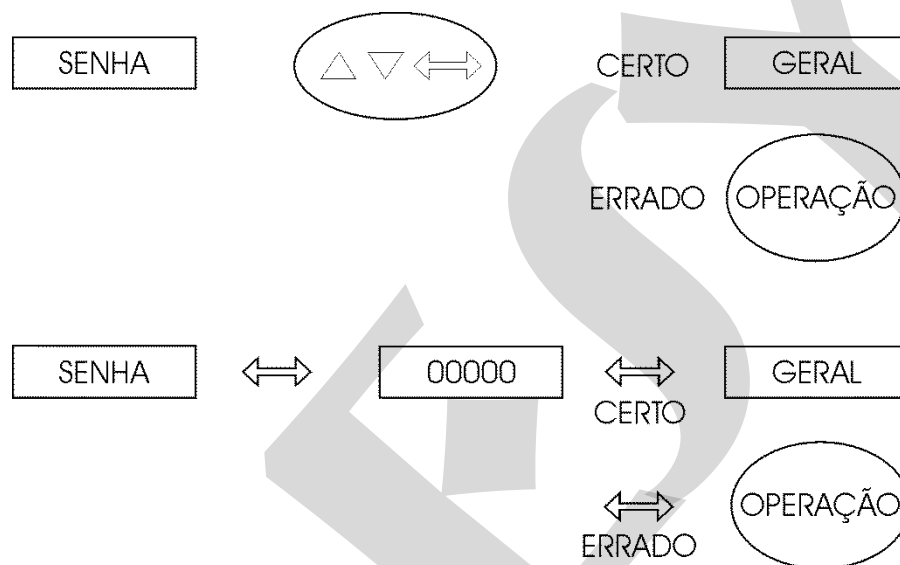 SENHA CERTO GERAL
ERRADO OPERAÇÃO
SENHA 00000 GERAL
CERTO
OPERAÇÃO
ERRADO